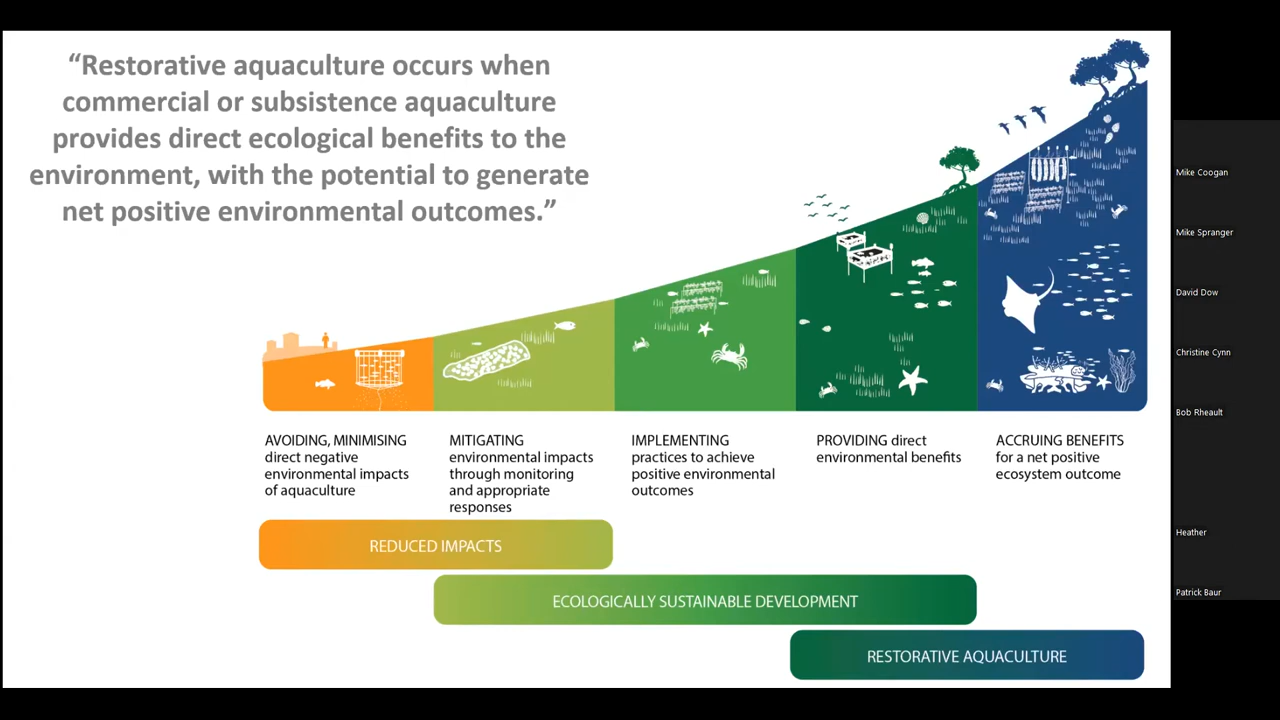 “Restorative aquaculture occurs when
commercial or subsistence aquaculture
provides direct ecological benefits to the
environment, with the potential to generate
net positive environmental outcomes.”
AVOIDING, MINIMISING
direct negative
environmental impacts
of aquaculture
MITIGATING
environmental impacts
through monitoring
and appropriate
responses
IMPLEMENTING
practices to achieve
positive environmental
outcomes
PROVIDING direct
environmental benefits
ACCRUING BENEFITS
for a net positive
ecosystem outcome
REDUCED IMPACTS
ECOLOGICALLY SUSTAINABLE DEVELOPMENT
RESTORATIVE AQUACULTURE
Mike Coogan
Mike Spranger
David Dow
Christine Cynn
Bob Rheault
Heather
Patrick Baur